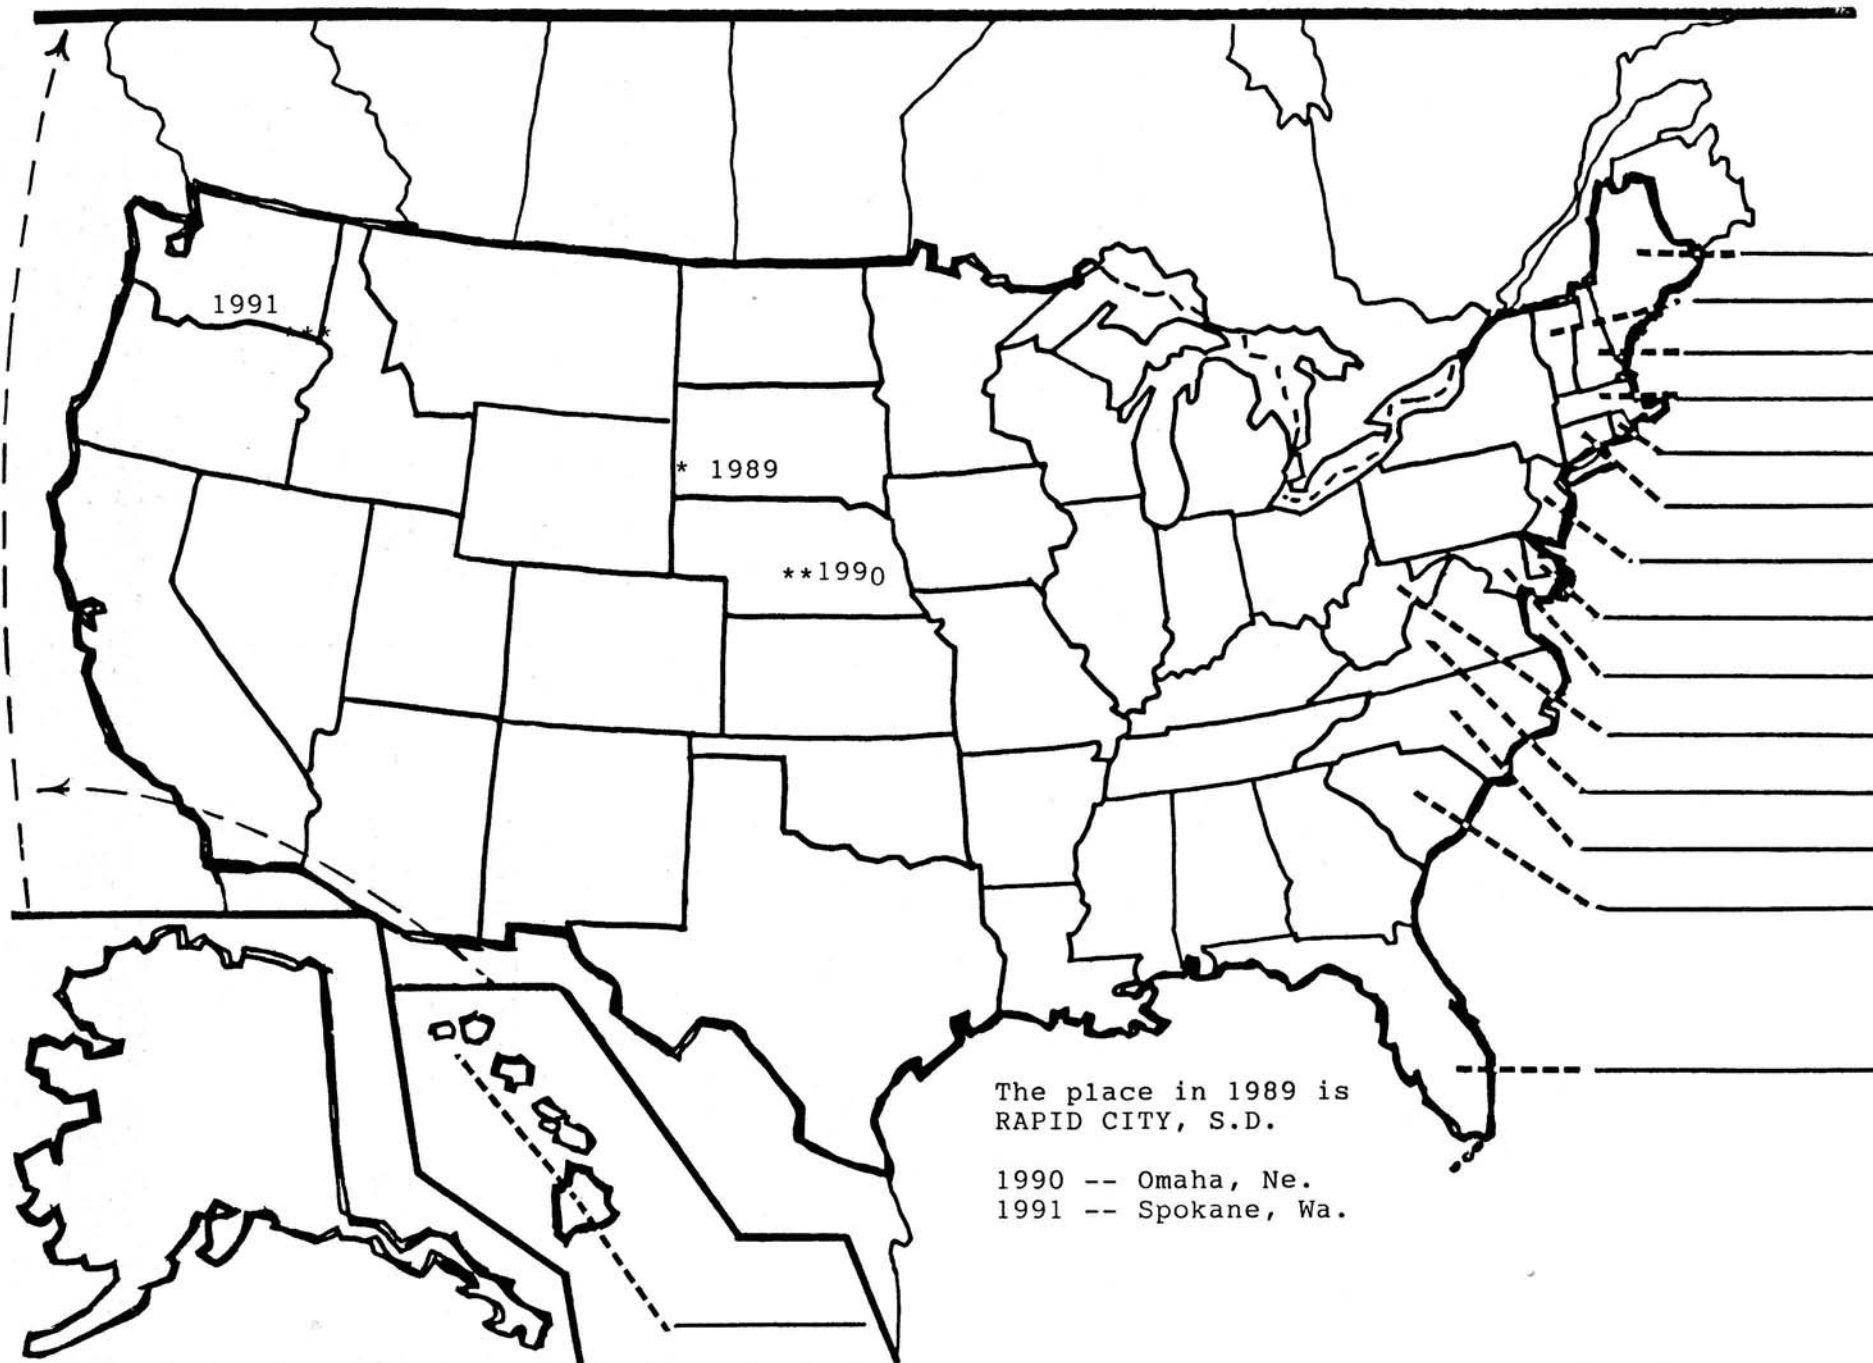 1991
***
* 1989
**1990
The place in 1989 is
RAPID CITY, S.D.
1990 -- Omaha, Ne.
1991 -- Spokane, Wa.